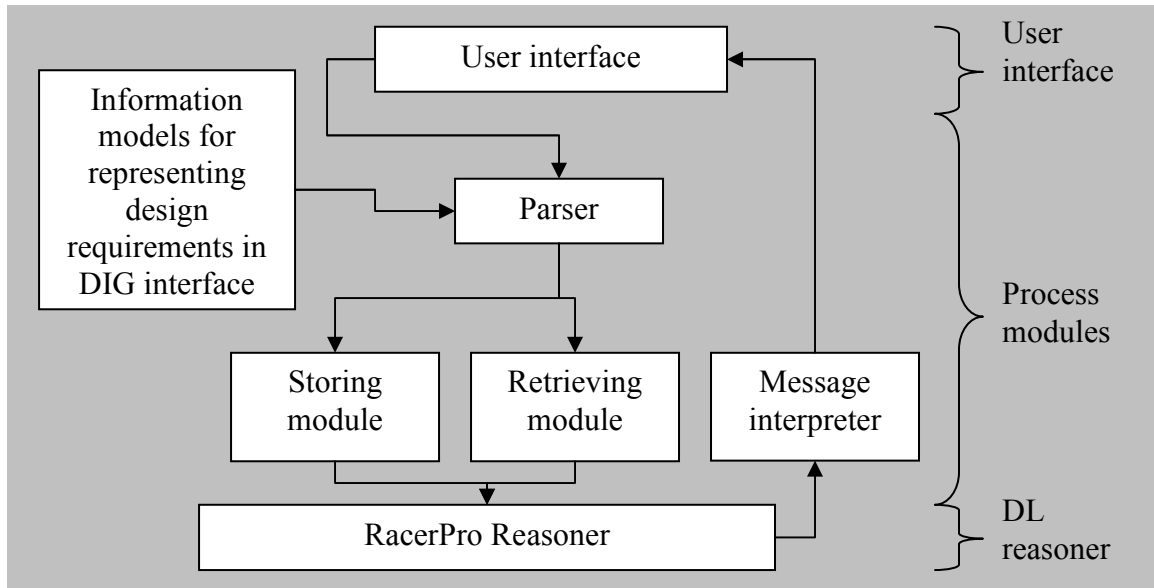 User interface
Information
models for
representing
design
requirements in
DIG interface
Parser
Storing
module
Retrieving
module
Message
interpreter
RacerPro Reasoner
User
interface
Process
modules
DL
reasoner